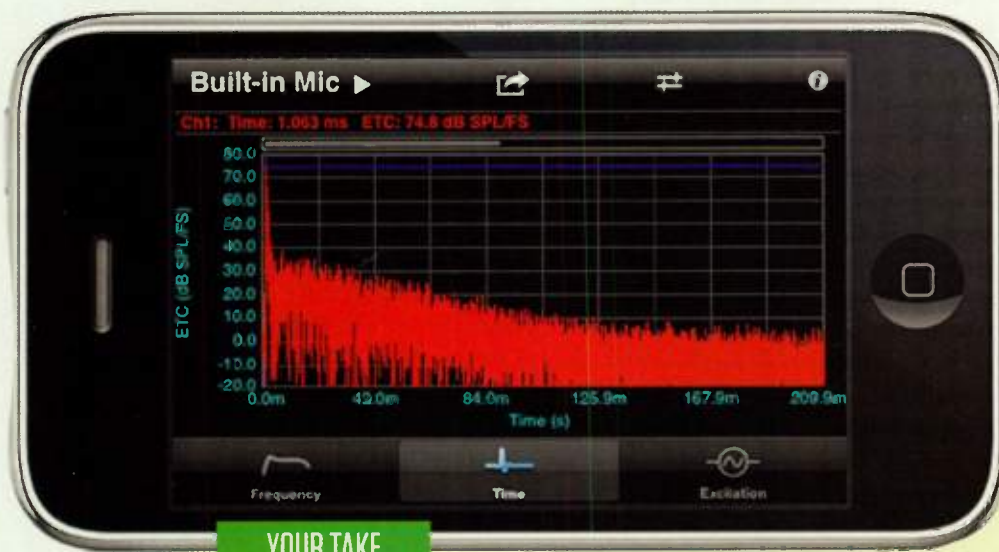 Built-in Mic
Ch1: Time: 1.063 ms ETC: 74.8 dB SPL/FS
80.0
70.0
60.0
50.0
40.0
30.0
20.0
10.0
0.0
-10.0
-20.0
ETC (dB SPL/FS)
0.0m 42.0m 84.0m 125.9m 167.9m 209.9m
Time (s)
Frequency Time Excitation
YOUR TAKE